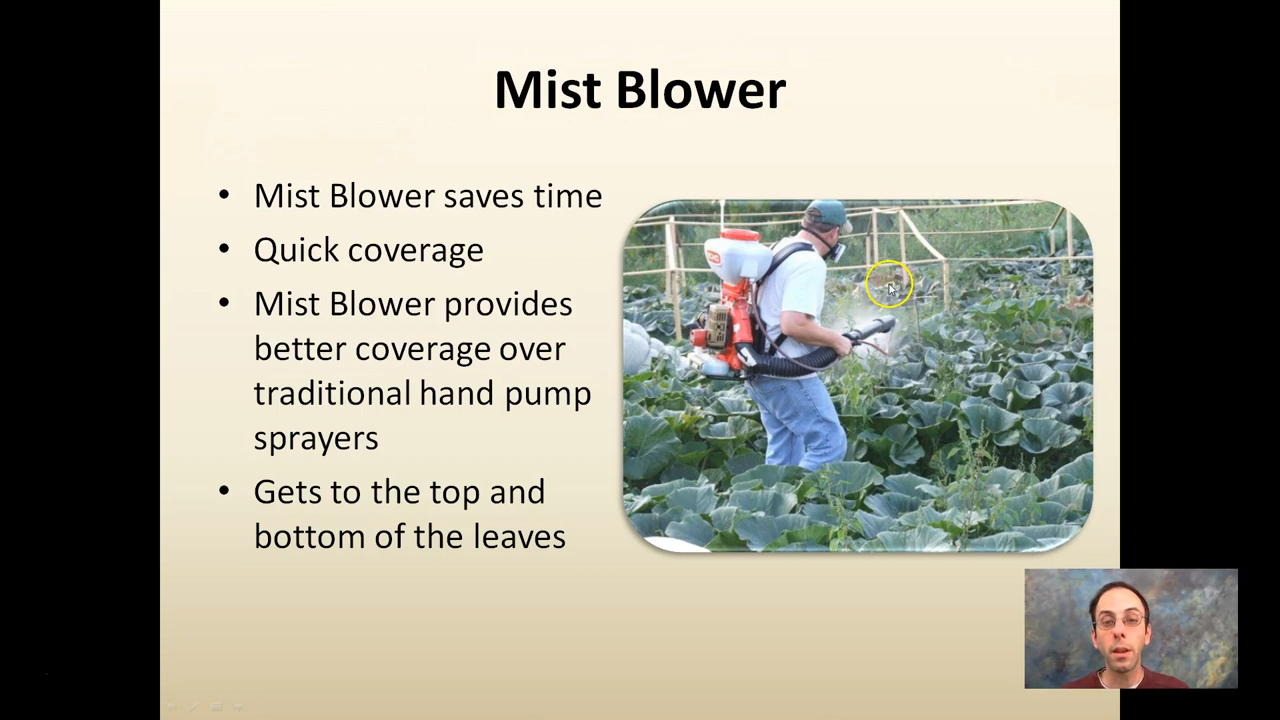 Mist Blower
• Mist Blower saves time
• Quick coverage
• Mist Blower provides
better coverage over
traditional hand pump
sprayers
• Gets to the top and
bottom of the leaves